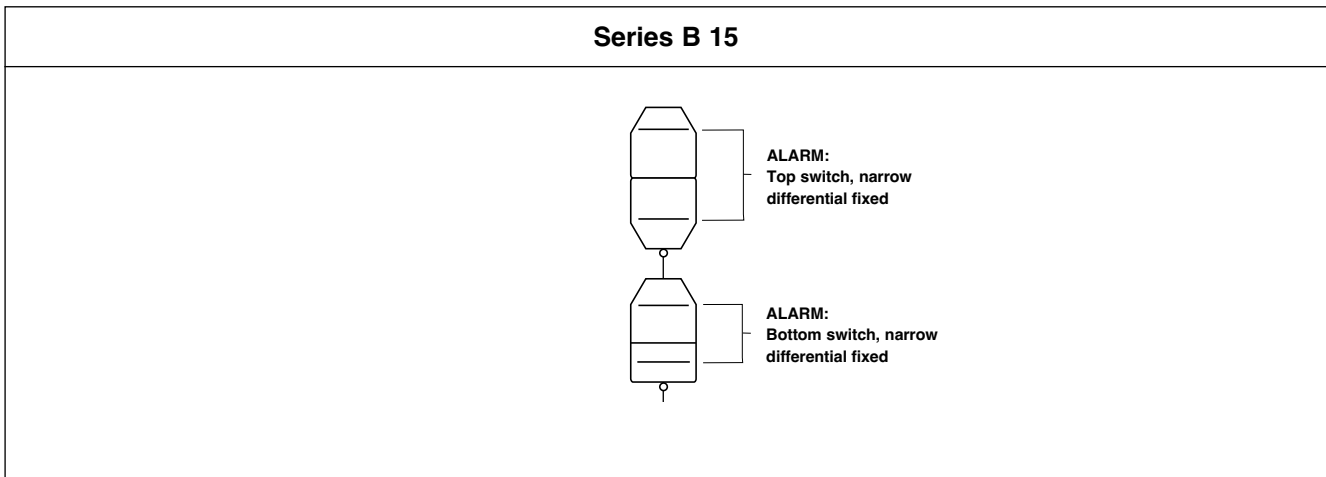 Series B 15
ALARM:
Top switch, narrow
differential fixed
ALARM:
Bottom switch, narrow
differential fixed